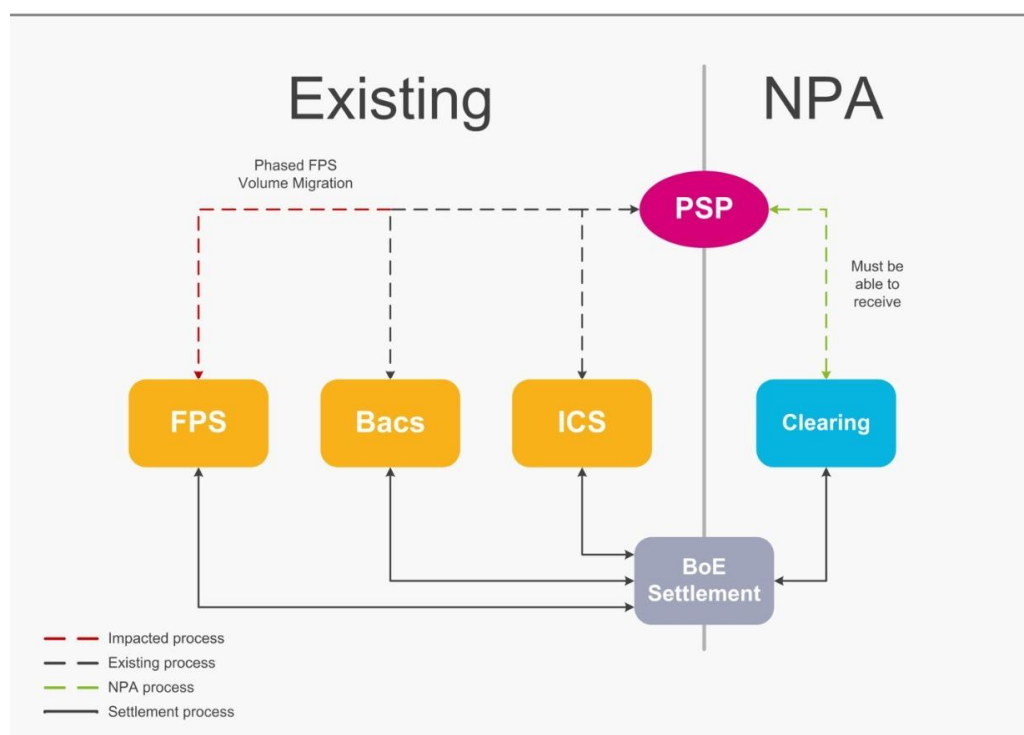 Existing
NPA
Phased FPS
Volume Migration
PSP
Must be
able to
receive
FPS
Bacs
ICS
Clearing
BoE
Settlement
Impacted process
Existing process
NPA process
Settlement process